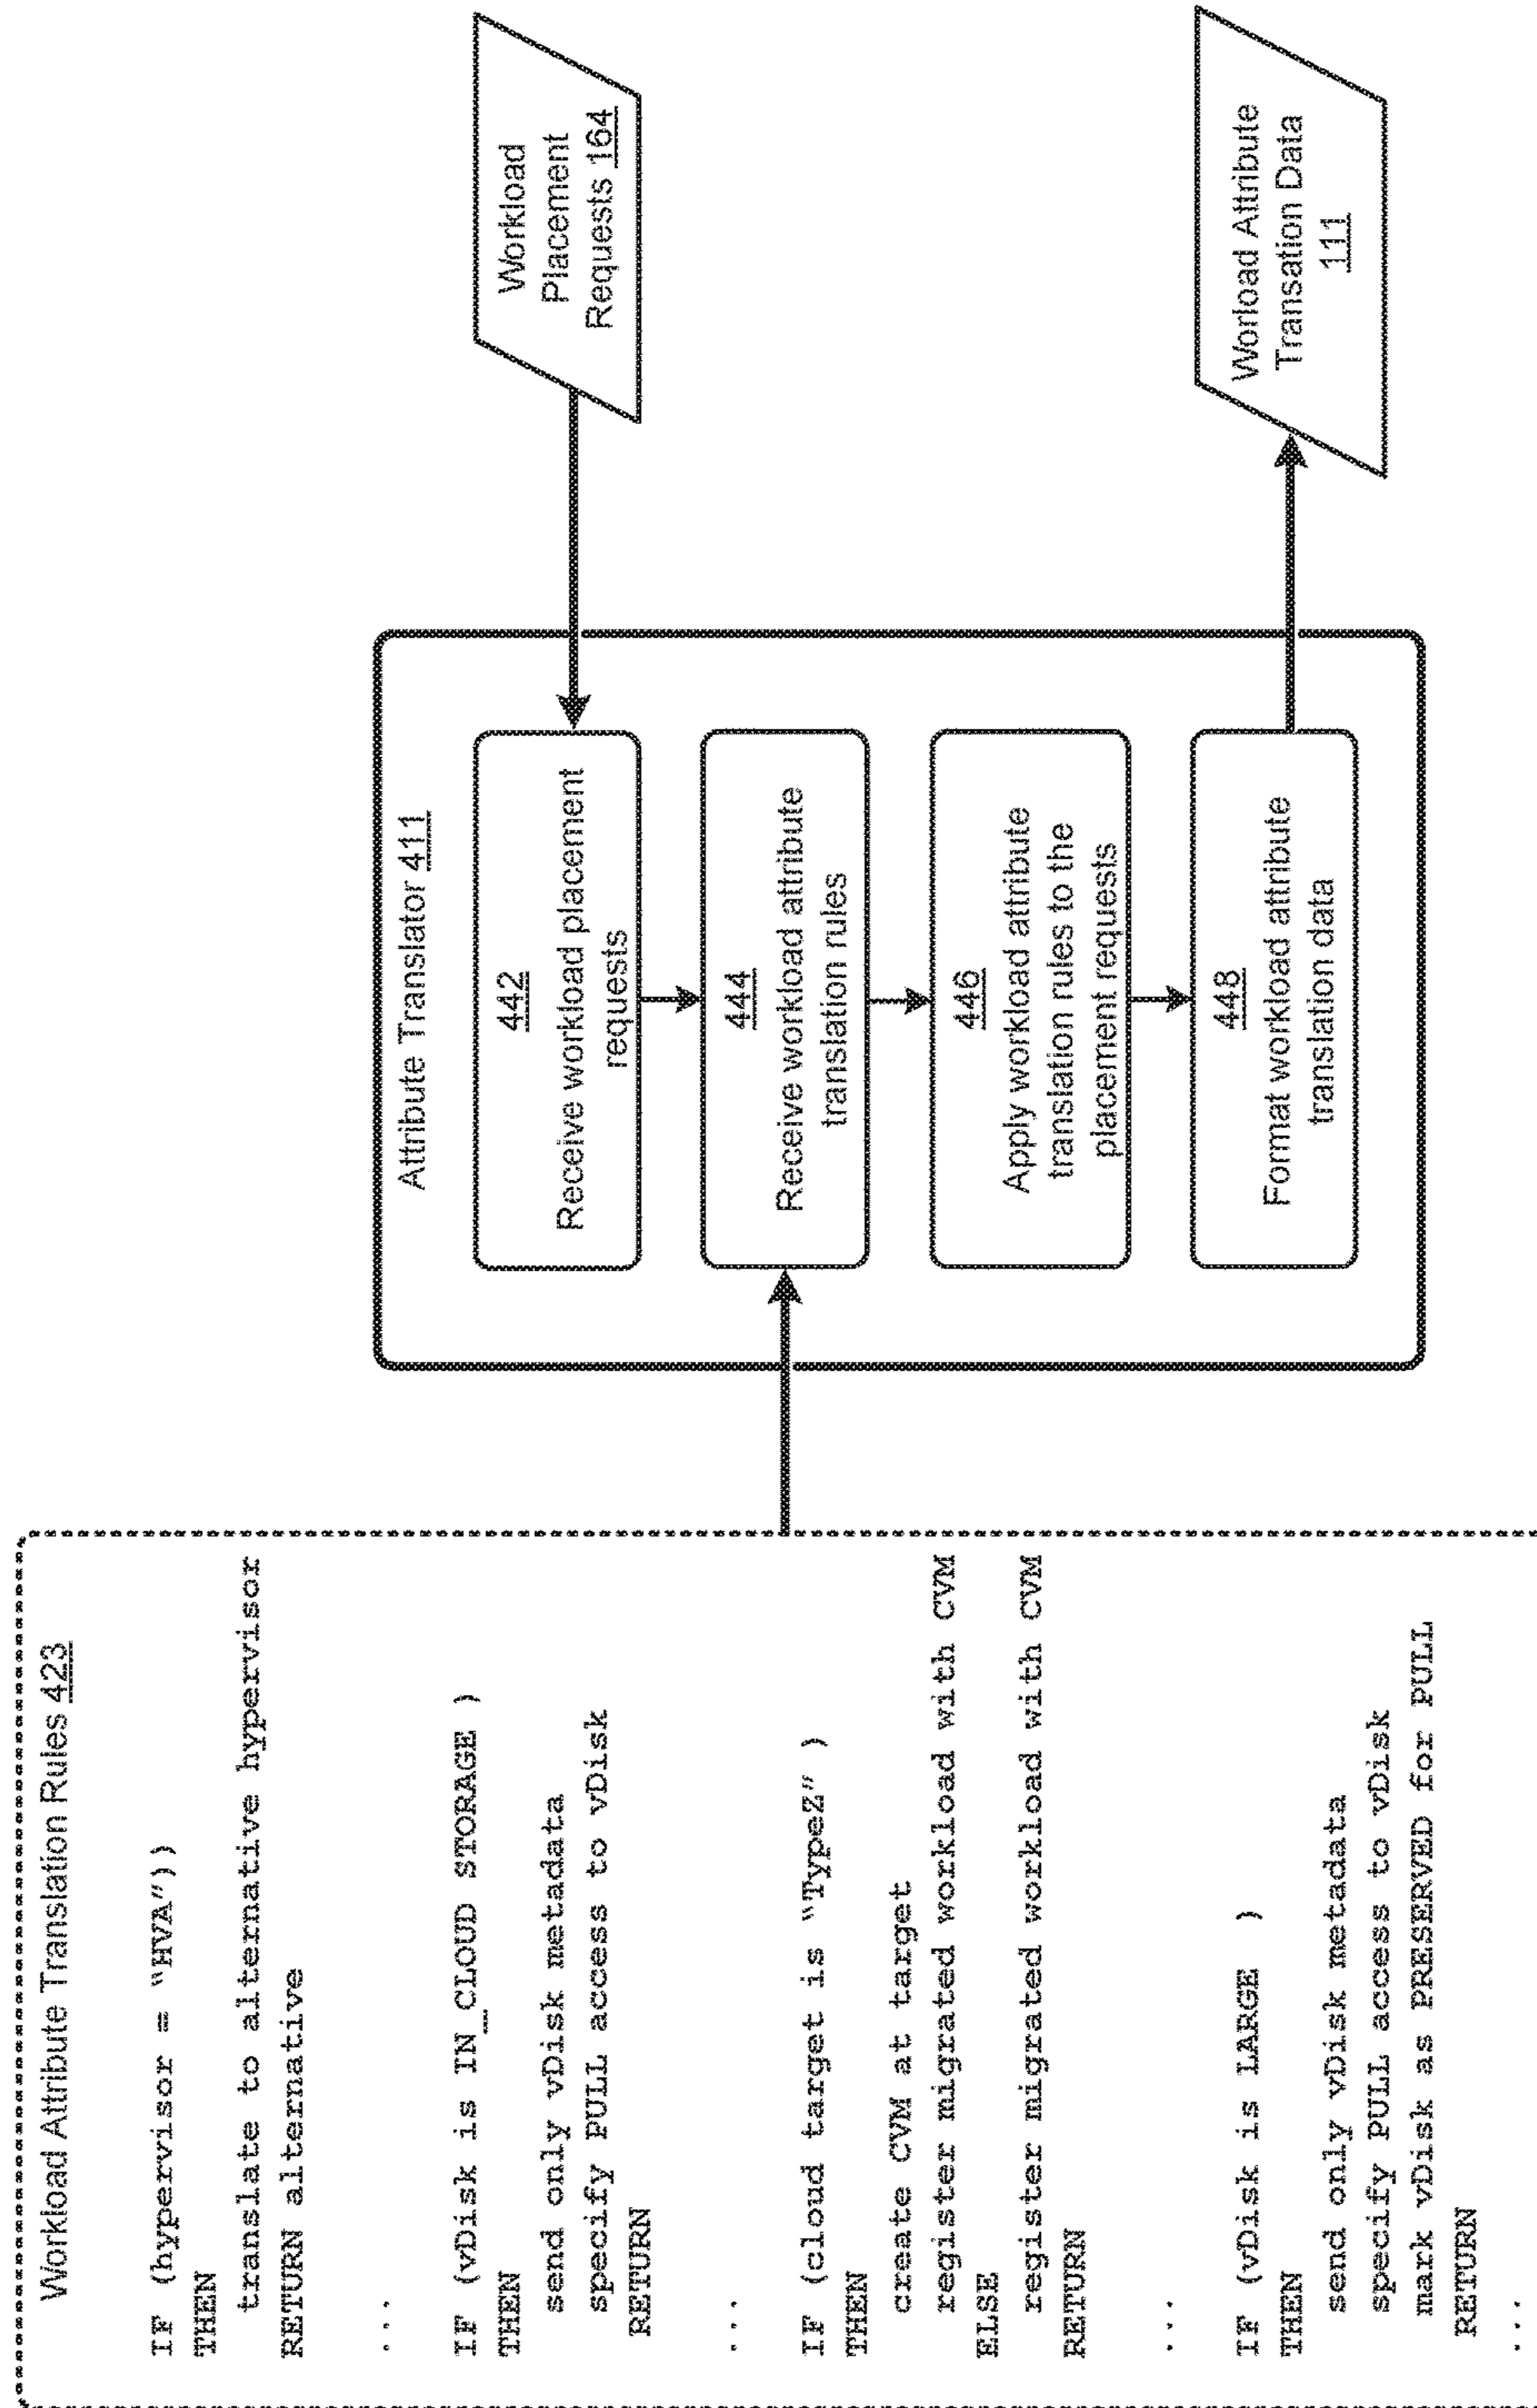 Workload Attribute Translation Rules 423
IF (hypervisor = "HVA"))
THEN
translate to alternative hypervisor
RETURN alternative
...
IF (vDisk is IN_CLOUD STORAGE )
THEN
send only vDisk metadata
specify PULL access to vDisk
RETURN
...
IF (cloud target is "TypeZ" )
THEN
create CVM at target
register migrated workload with CVM
ELSE
register migrated workload with CVM
RETURN
...
IF (vDisk is LARGE )
THEN
send only vDisk metadata
specify PULL access to vDisk
mark vDisk as PRESERVED for PULL
RETURN
...
Attribute Translator 411
442
Receive workload placement
requests
444
Receive workload attribute
translation rules
446
Apply workload attribute
translation rules to the
placement requests
448
Format workload attribute
translation data
Workload
Placement
Requests 164
Worload Attribute
Transation Data
111